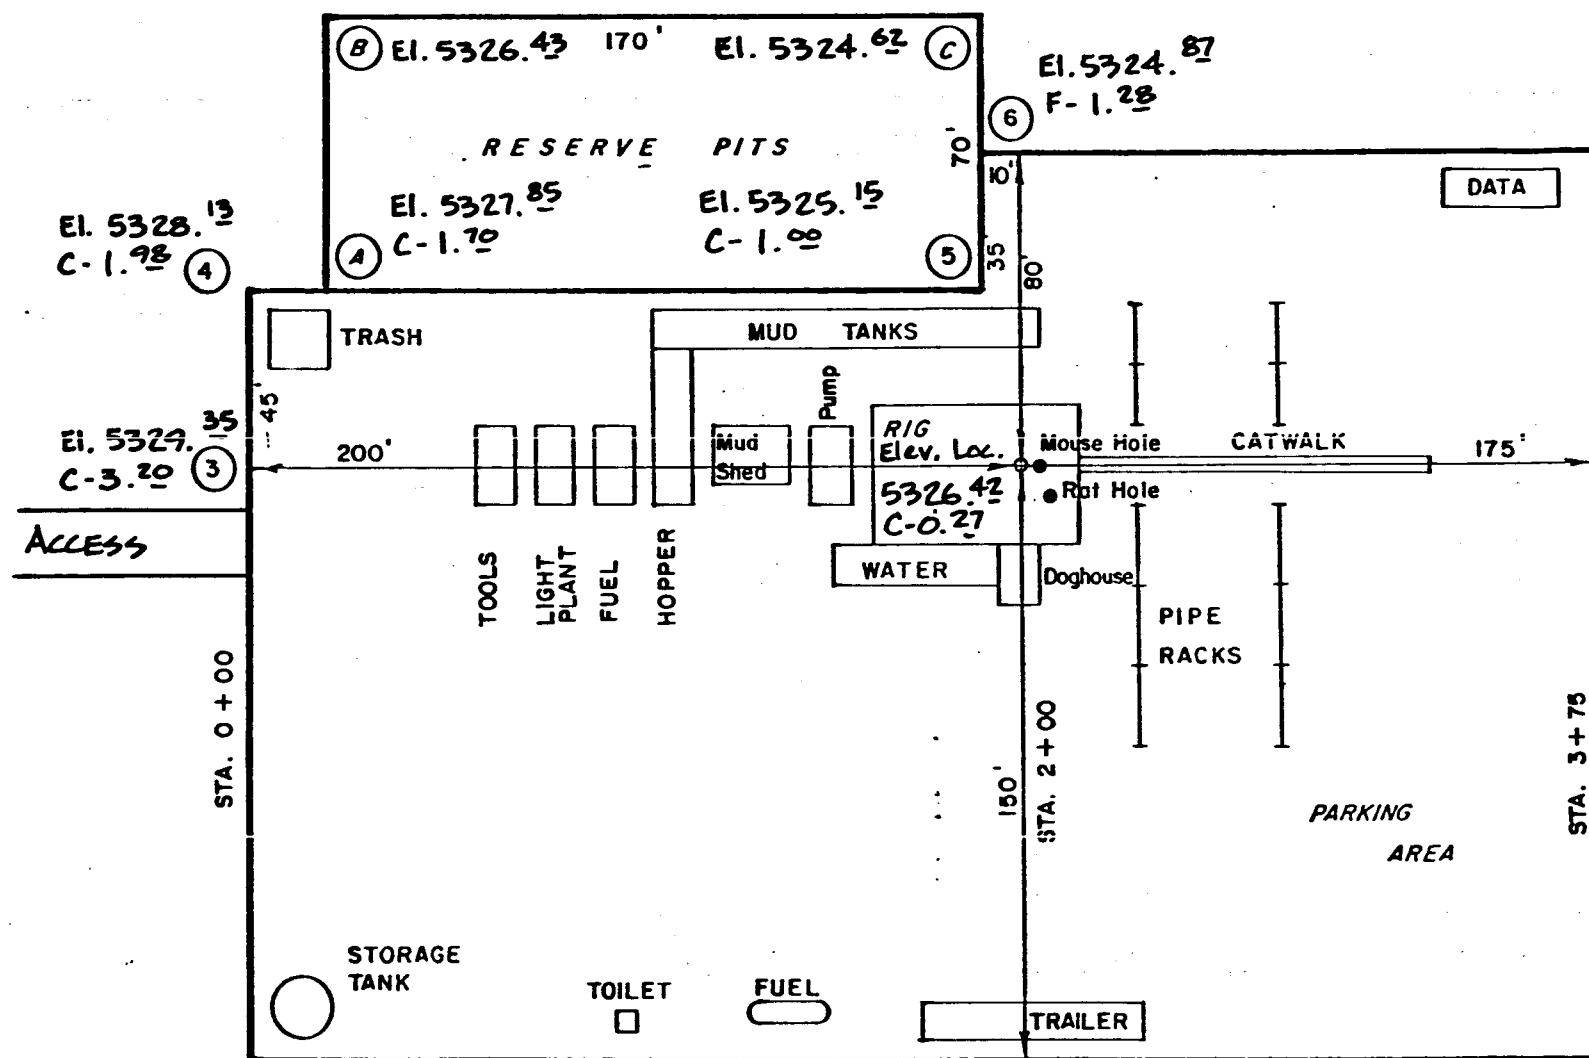 B El. 5326.43 170' El. 5324.62 C
El. 5324.87
F-1.28
6
RESERVE PITS
70'
10'
DATA
El. 5328.13
C-1.98 4
El. 5327.85
C-1.70
A
El. 5325.15
C-1.00
5
35'
80'
TRASH
MUD TANKS
45'
Pump
El. 5329.35
C-3.20 3
200'
Mud
Shed
RIG
Elev. Loc.
5326.42
C-0.27
Mouse Hole
Rat Hole
CATWALK
175'
ACCESS
TOOLS
LIGHT
PLANT
FUEL
HOPPER
WATER
Doghouse
PIPE
RACKS
STA. 0+00
150'
STA. 2+00
STA. 3+75
PARKING
AREA
STORAGE
TANK
TOILET
FUEL
TRAILER